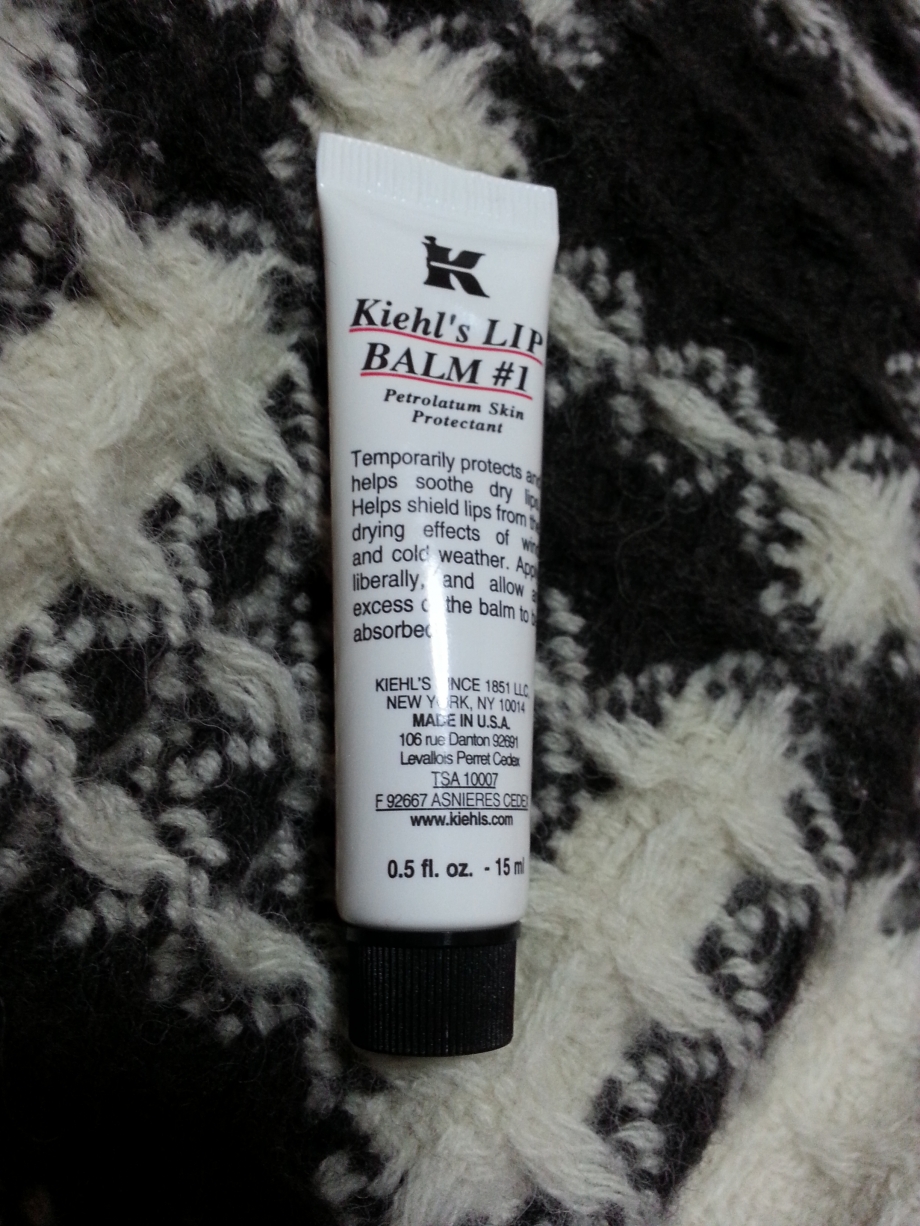 K
Kiehl's LIP
BALM #1
Petrolatum Skin
Protectant
Temporarily protects and
helps soothe dry lips.
Helps shield lips from the
drying effects of wind
and cold weather.
liberally, and allow
excess of the balm to
absorbed
KIEHL'S SINCE 1851 LLC,
NEW YORK, NY 10014
MADE IN U.S.A.
106 rue Danton 92691
Levallois Perret Cedex
TSA 10007
F 92667 ASNIERES CEDEX
www.kiehls.com
0.5 fl. oz. - 15 ml